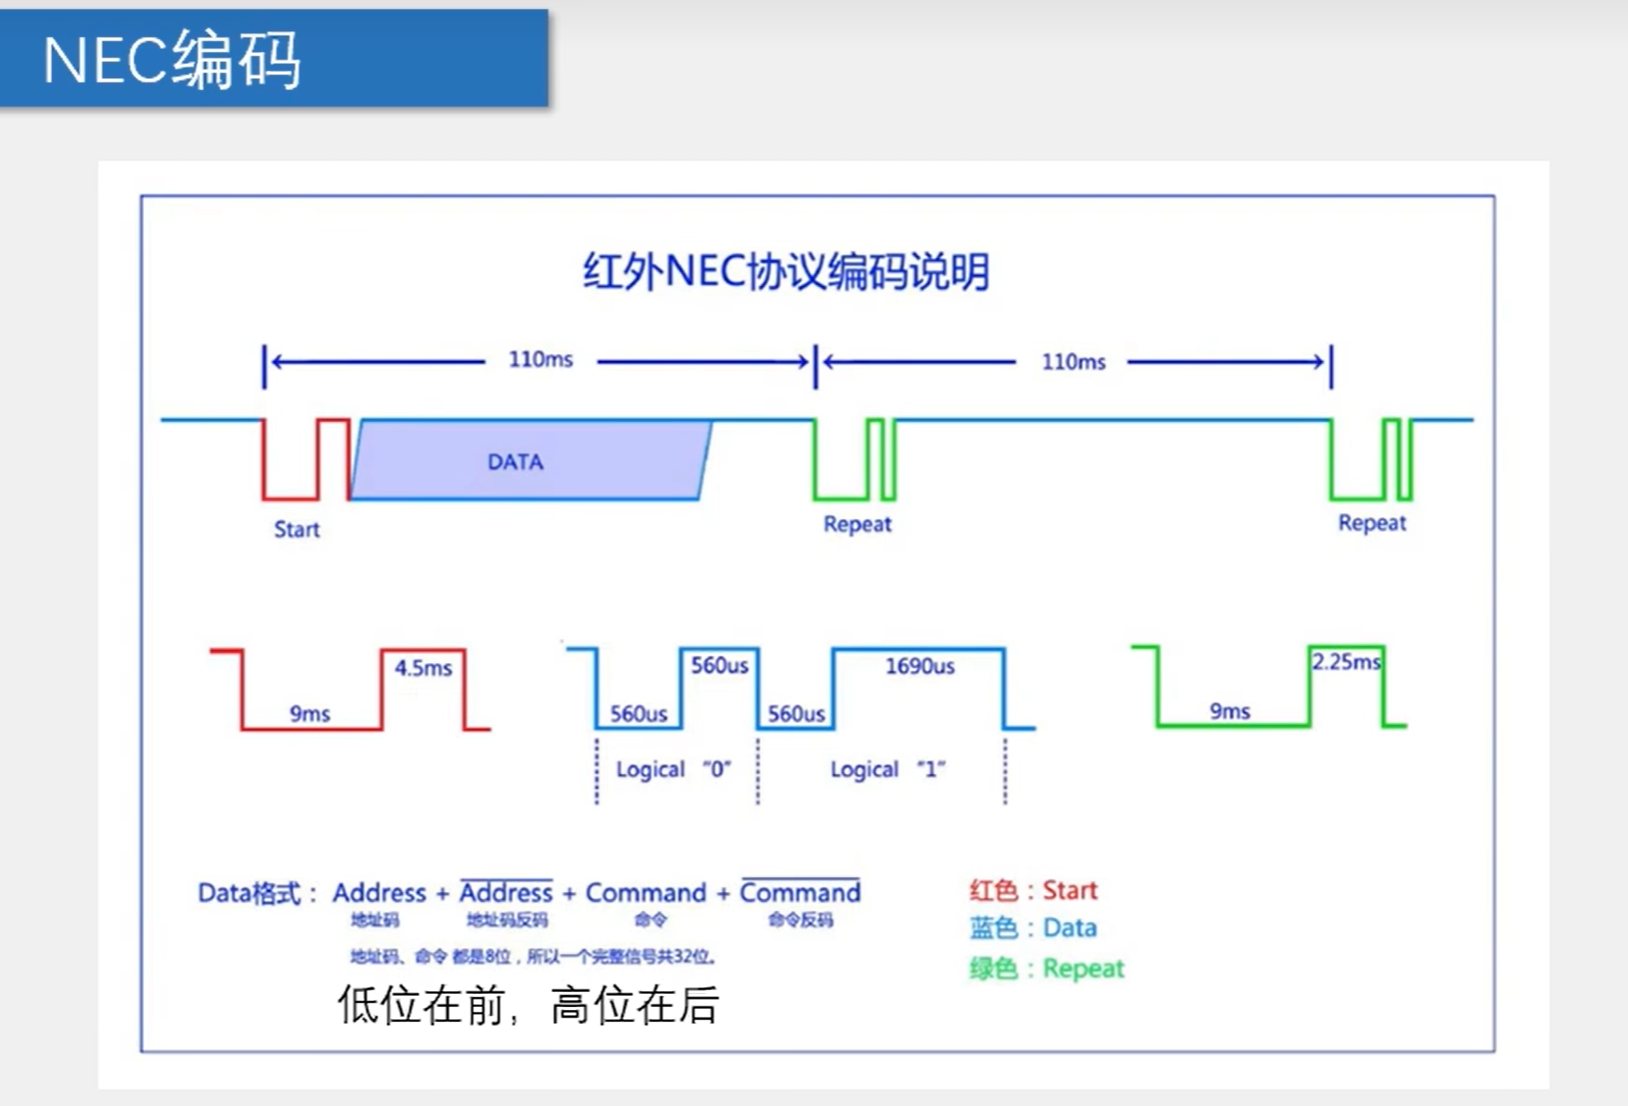 NEC编码
红外NEC协议编码说明
110ms 110ms
DATA
Start Repeat Repeat
4.5ms 560us 1690us 2.25ms
9ms 560us 560us 9ms
Logical “0” Logical “1”
Data格式：Address + Address + Command + Command
地址码 地址码反码 命令 命令反码
地址码、命令 都是8位，所以一个完整信号共32位。
低位在前，高位在后
红色：Start
蓝色：Data
绿色：Repeat